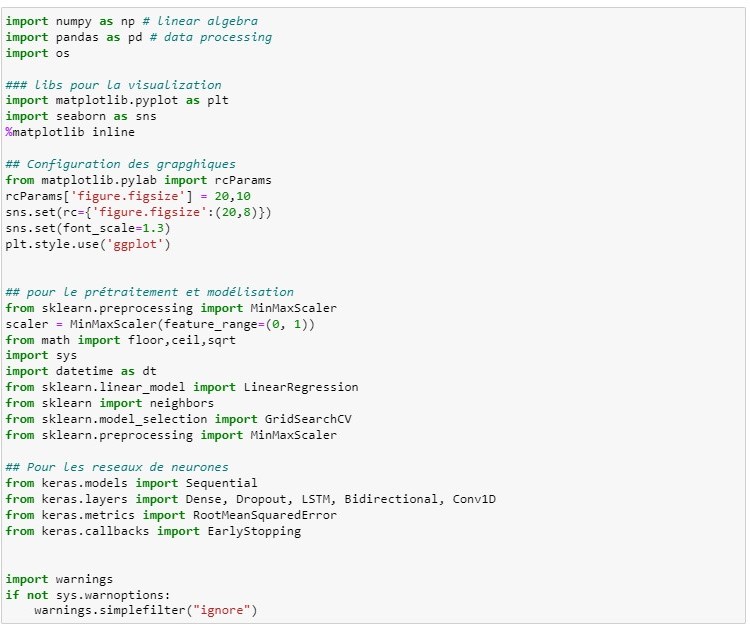 import numpy as np # linear algebra
import pandas as pd # data processing
import os
### libs pour la visualization
import matplotlib.pyplot as plt
import seaborn as sns
%matplotlib inline
## Configuration des grapghiques
from matplotlib.pylab import rcParams
rcParams['figure.figsize'] = 20,10
sns.set(rc={'figure.figsize':(20,8)})
sns.set(font_scale=1.3)
plt.style.use('ggplot')
## pour le prétraitement et modélisation
from sklearn.preprocessing import MinMaxScaler
scaler = MinMaxScaler(feature_range=(0, 1))
from math import floor,ceil,sqrt
import sys
import datetime as dt
from sklearn.linear_model import LinearRegression
from sklearn import neighbors
from sklearn.model_selection import GridSearchCV
from sklearn.preprocessing import MinMaxScaler
## Pour les reseaux de neurones
from keras.models import Sequential
from keras.layers import Dense, Dropout, LSTM, Bidirectional, Conv1D
from keras.metrics import RootMeanSquaredError
from keras.callbacks import EarlyStopping
import warnings
if not sys.warnoptions:
    warnings.simplefilter("ignore")